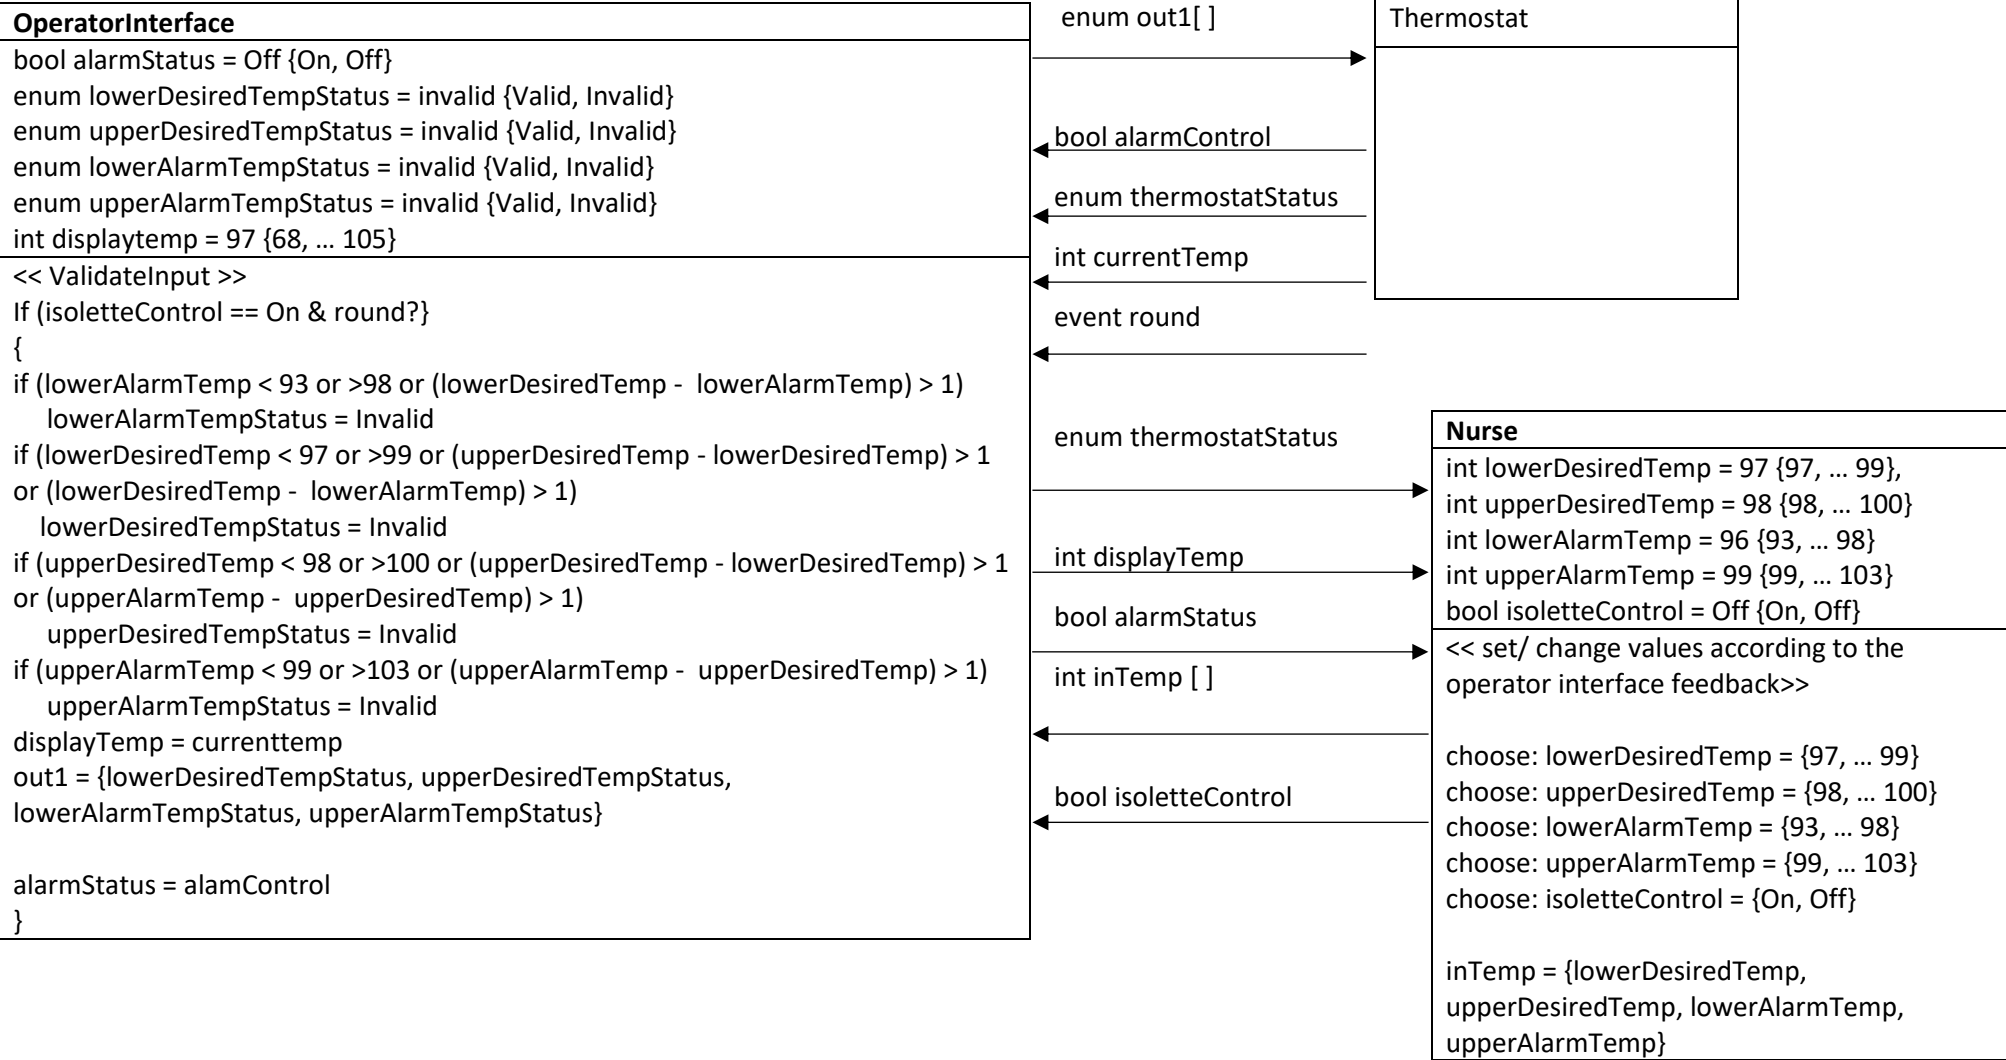 OperatorInterface
bool alarmStatus = Off {On, Off}
enum lowerDesiredTempStatus = invalid {Valid, Invalid}
enum upperDesiredTempStatus = invalid {Valid, Invalid}
enum lowerAlarmTempStatus = invalid {Valid, Invalid}
enum upperAlarmTempStatus = invalid {Valid, Invalid}
int displaytemp = 97 {68, … 105}
<< ValidateInput >>
If (isoletteControl == On & round?}
{
if (lowerAlarmTemp < 93 or >98 or (lowerDesiredTemp - lowerAlarmTemp) > 1)
lowerAlarmTempStatus = Invalid
if (lowerDesiredTemp < 97 or >99 or (upperDesiredTemp - lowerDesiredTemp) > 1
or (lowerDesiredTemp - lowerAlarmTemp) > 1)
lowerDesiredTempStatus = Invalid
if (upperDesiredTemp < 98 or >100 or (upperDesiredTemp - lowerDesiredTemp) > 1
or (upperAlarmTemp - upperDesiredTemp) > 1)
upperDesiredTempStatus = Invalid
if (upperAlarmTemp < 99 or >103 or (upperAlarmTemp - upperDesiredTemp) > 1)
upperAlarmTempStatus = Invalid
displayTemp = currenttemp
out1 = {lowerDesiredTempStatus, upperDesiredTempStatus,
lowerAlarmTempStatus, upperAlarmTempStatus}
alarmStatus = alamControl
}
enum out1[ ]
bool alarmControl
enum thermostatStatus
int currentTemp
event round
enum thermostatStatus
int displayTemp
bool alarmStatus
int inTemp [ ]
bool isoletteControl
Thermostat
Nurse
int lowerDesiredTemp = 97 {97, … 99},
int upperDesiredTemp = 98 {98, … 100}
int lowerAlarmTemp = 96 {93, … 98}
int upperAlarmTemp = 99 {99, … 103}
bool isoletteControl = Off {On, Off}
<< set/ change values according to the
operator interface feedback>>
choose: lowerDesiredTemp = {97, … 99}
choose: upperDesiredTemp = {98, … 100}
choose: lowerAlarmTemp = {93, … 98}
choose: upperAlarmTemp = {99, … 103}
choose: isoletteControl = {On, Off}
inTemp = {lowerDesiredTemp,
upperDesiredTemp, lowerAlarmTemp,
upperAlarmTemp}